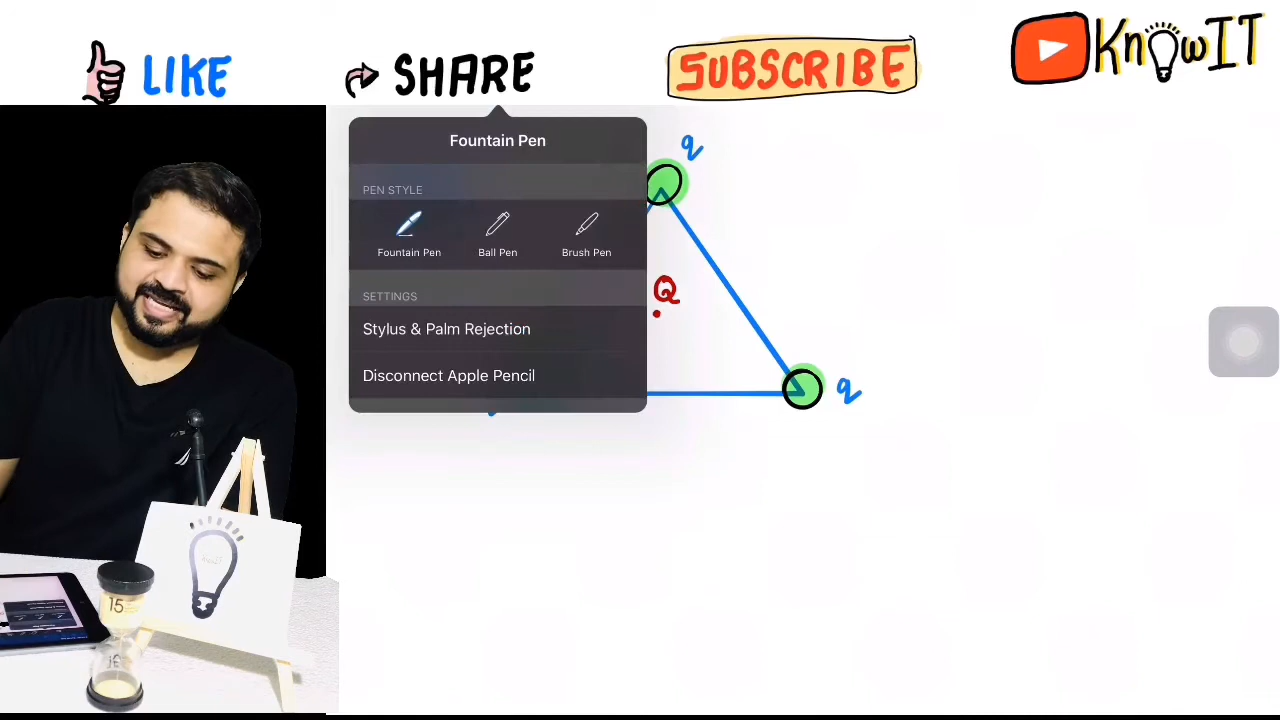 LIKE
SHARE
SUBSCRIBE
KnowIT
Fountain Pen
q
PEN STYLE
Fountain Pen
Ball Pen
Brush Pen
Q
SETTINGS
Stylus & Palm Rejection
Disconnect Apple Pencil
q
15